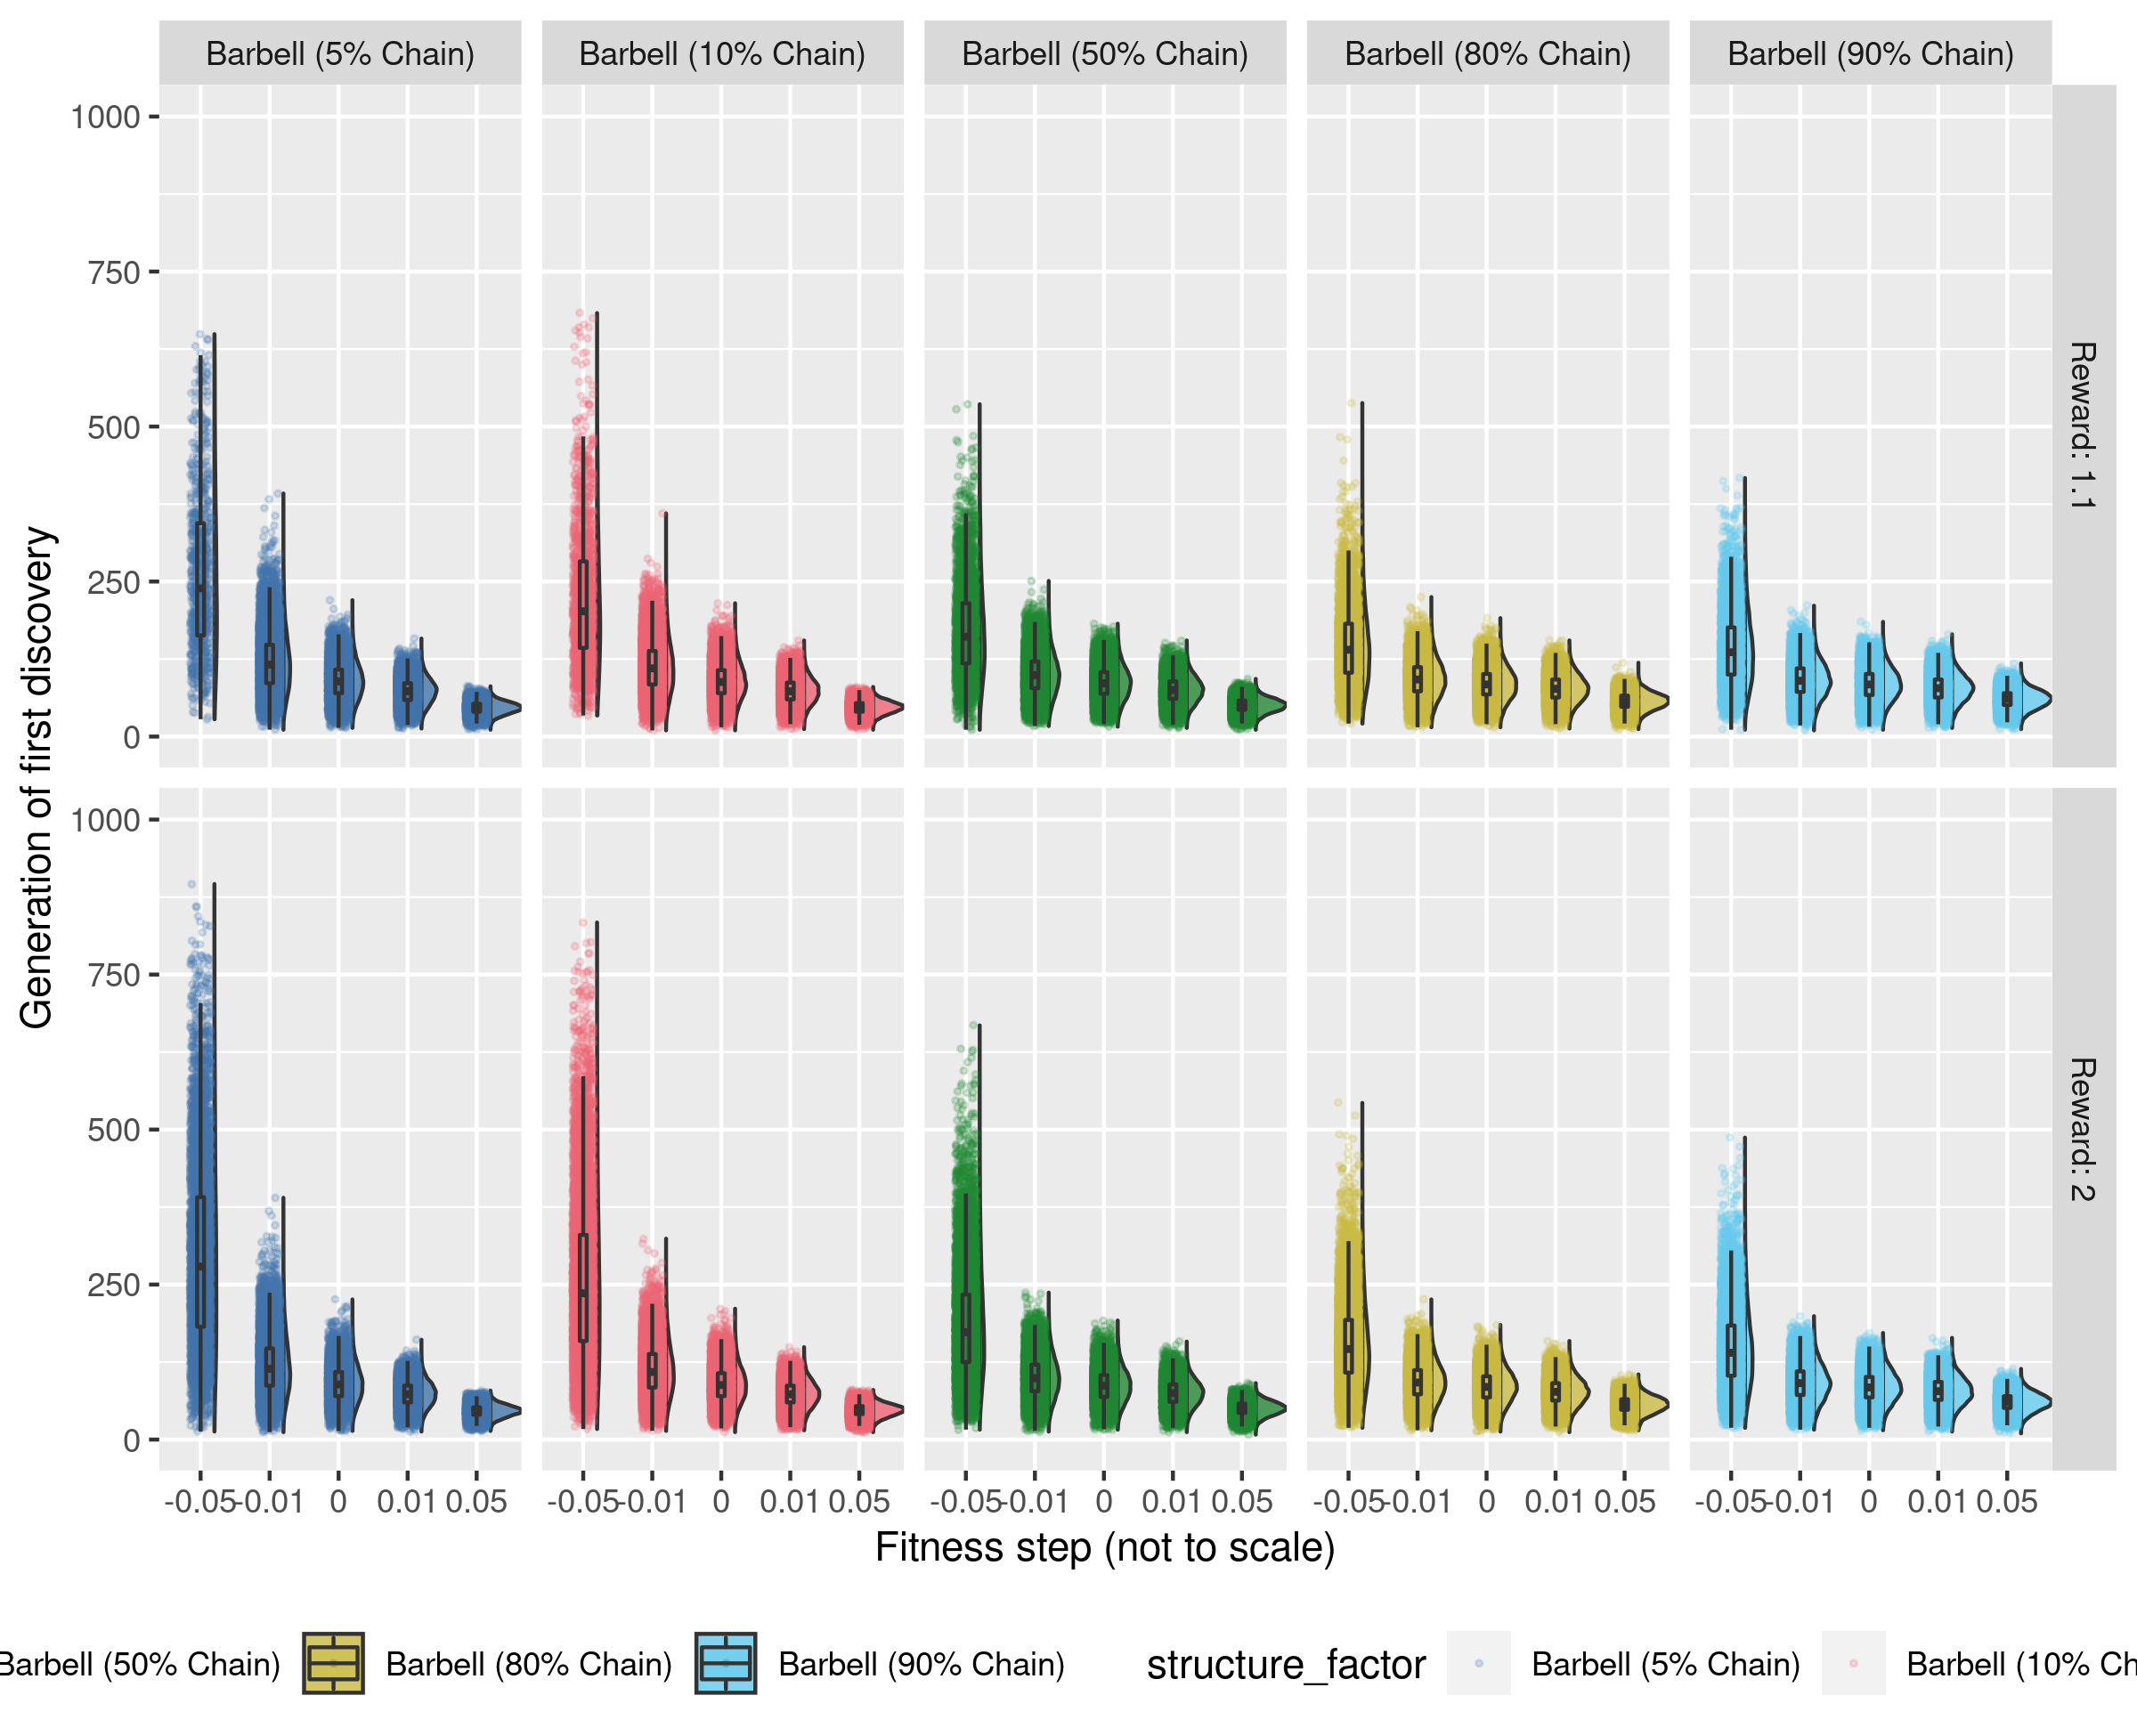 Barbell (5% Chain) Barbell (10% Chain) Barbell (50% Chain) Barbell (80% Chain) Barbell (90% Chain)
Generation of first discovery
1000
750
500
250
0
Reward: 1.1
1000
750
500
250
0
Reward: 2
-0.05 -0.01 0 0.01 0.05 -0.05 -0.01 0 0.01 0.05 -0.05 -0.01 0 0.01 0.05 -0.05 -0.01 0 0.01 0.05 -0.05 -0.01 0 0.01 0.05
Fitness step (not to scale)
Barbell (50% Chain) Barbell (80% Chain) Barbell (90% Chain) structure_factor Barbell (5% Chain) Barbell (10% Ch